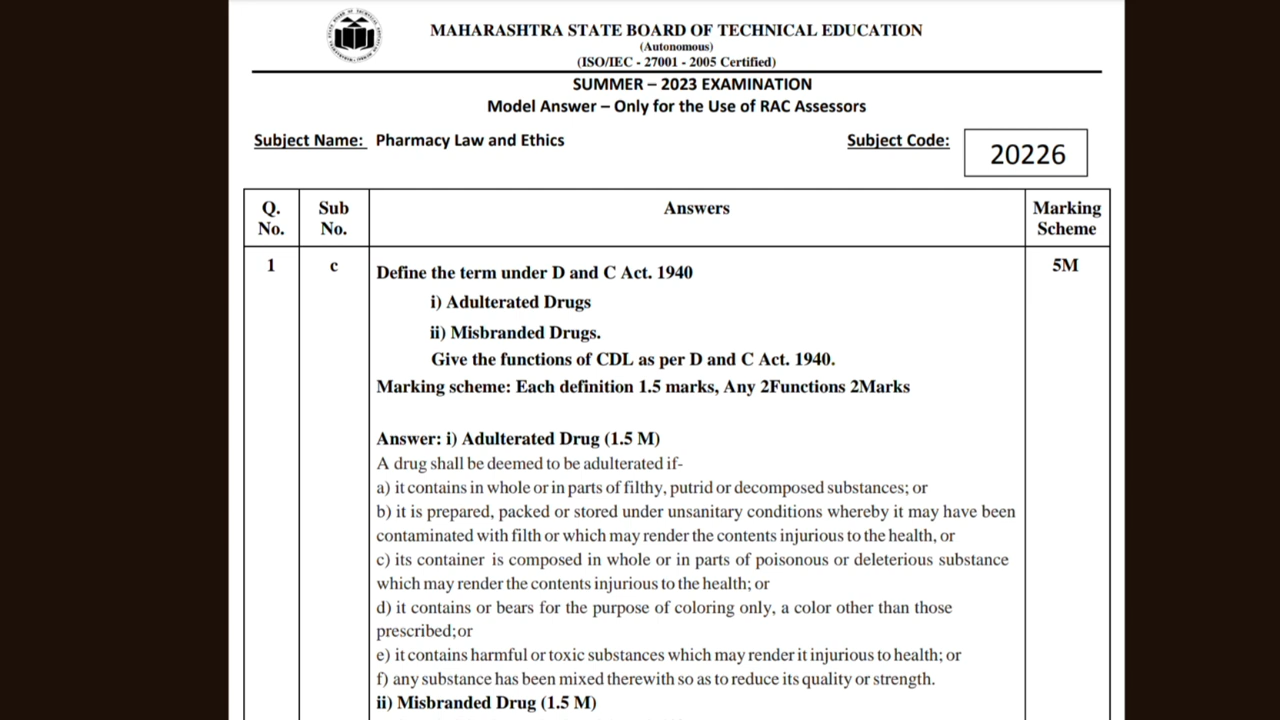 MAHARASHTRA STATE BOARD OF TECHNICAL EDUCATION
(Autonomous)
(ISO/IEC - 27001 - 2005 Certified)
SUMMER – 2023 EXAMINATION
Model Answer – Only for the Use of RAC Assessors
Subject Name: Pharmacy Law and Ethics
Subject Code: 20226
Q. No. Sub No. Answers Marking Scheme
1 c Define the term under D and C Act. 1940 5M
i) Adulterated Drugs
ii) Misbranded Drugs.
Give the functions of CDL as per D and C Act. 1940.
Marking scheme: Each definition 1.5 marks, Any 2Functions 2Marks
Answer: i) Adulterated Drug (1.5 M)
A drug shall be deemed to be adulterated if-
a) it contains in whole or in parts of filthy, putrid or decomposed substances; or
b) it is prepared, packed or stored under unsanitary conditions whereby it may have been
contaminated with filth or which may render the contents injurious to the health, or
c) its container is composed in whole or in parts of poisonous or deleterious substance
which may render the contents injurious to the health; or
d) it contains or bears for the purpose of coloring only, a color other than those
prescribed;or
e) it contains harmful or toxic substances which may render it injurious to health; or
f) any substance has been mixed therewith so as to reduce its quality or strength.
ii) Misbranded Drug (1.5 M)